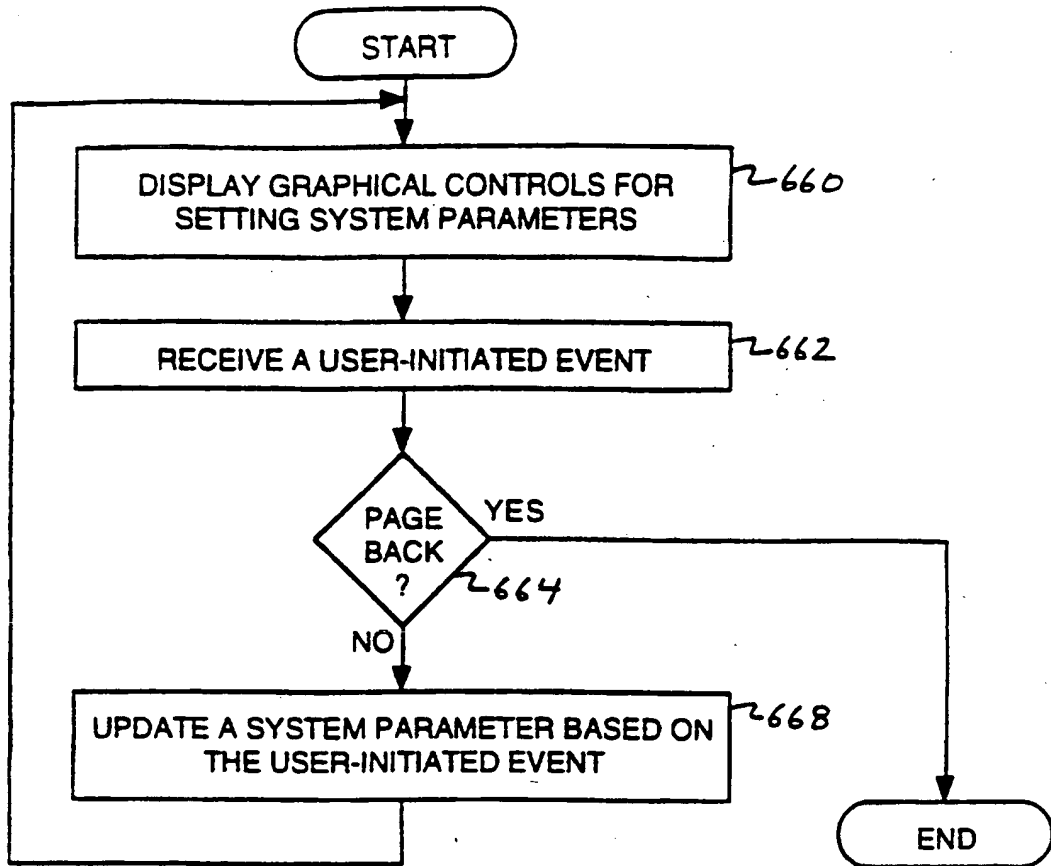 START
DISPLAY GRAPHICAL CONTROLS FOR
SETTING SYSTEM PARAMETERS
660
RECEIVE A USER-INITIATED EVENT
662
PAGE
BACK
?
YES
664
NO
UPDATE A SYSTEM PARAMETER BASED ON
THE USER-INITIATED EVENT
668
END